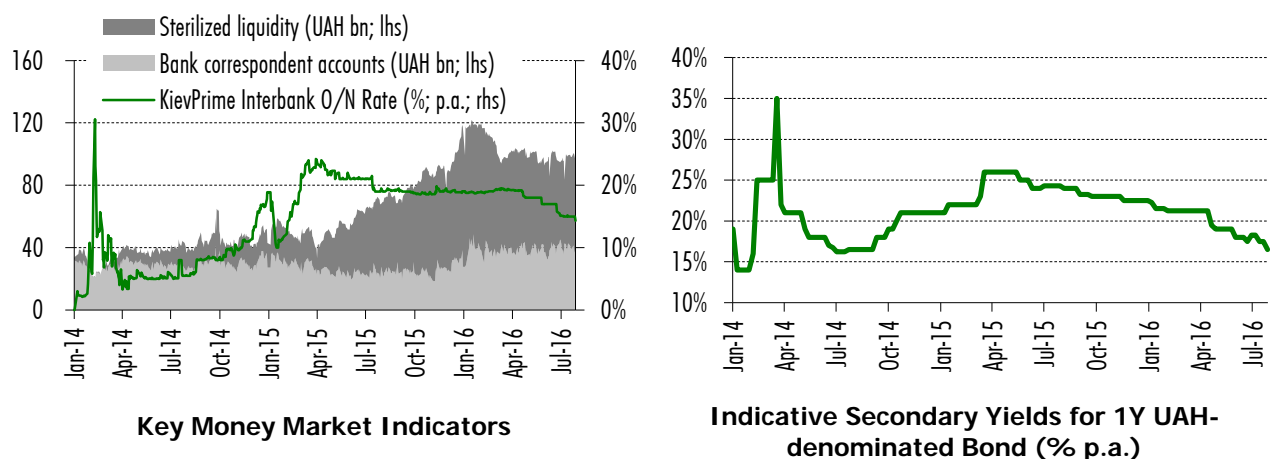 Sterilized liquidity (UAH bn; lhs)
Bank correspondent accounts (UAH bn; lhs)
KievPrime Interbank O/N Rate (%; p.a.; rhs)
160
120
80
40
0
40%
30%
20%
10%
0%
Jan-14
Apr-14
Jul-14
Oct-14
Jan-15
Apr-15
Jul-15
Oct-15
Jan-16
Apr-16
Jul-16
Key Money Market Indicators
40%
35%
30%
25%
20%
15%
10%
Jan-14
Apr-14
Jul-14
Oct-14
Jan-15
Apr-15
Jul-15
Oct-15
Jan-16
Apr-16
Jul-16
Indicative Secondary Yields for 1Y UAH-
denominated Bond (% p.a.)